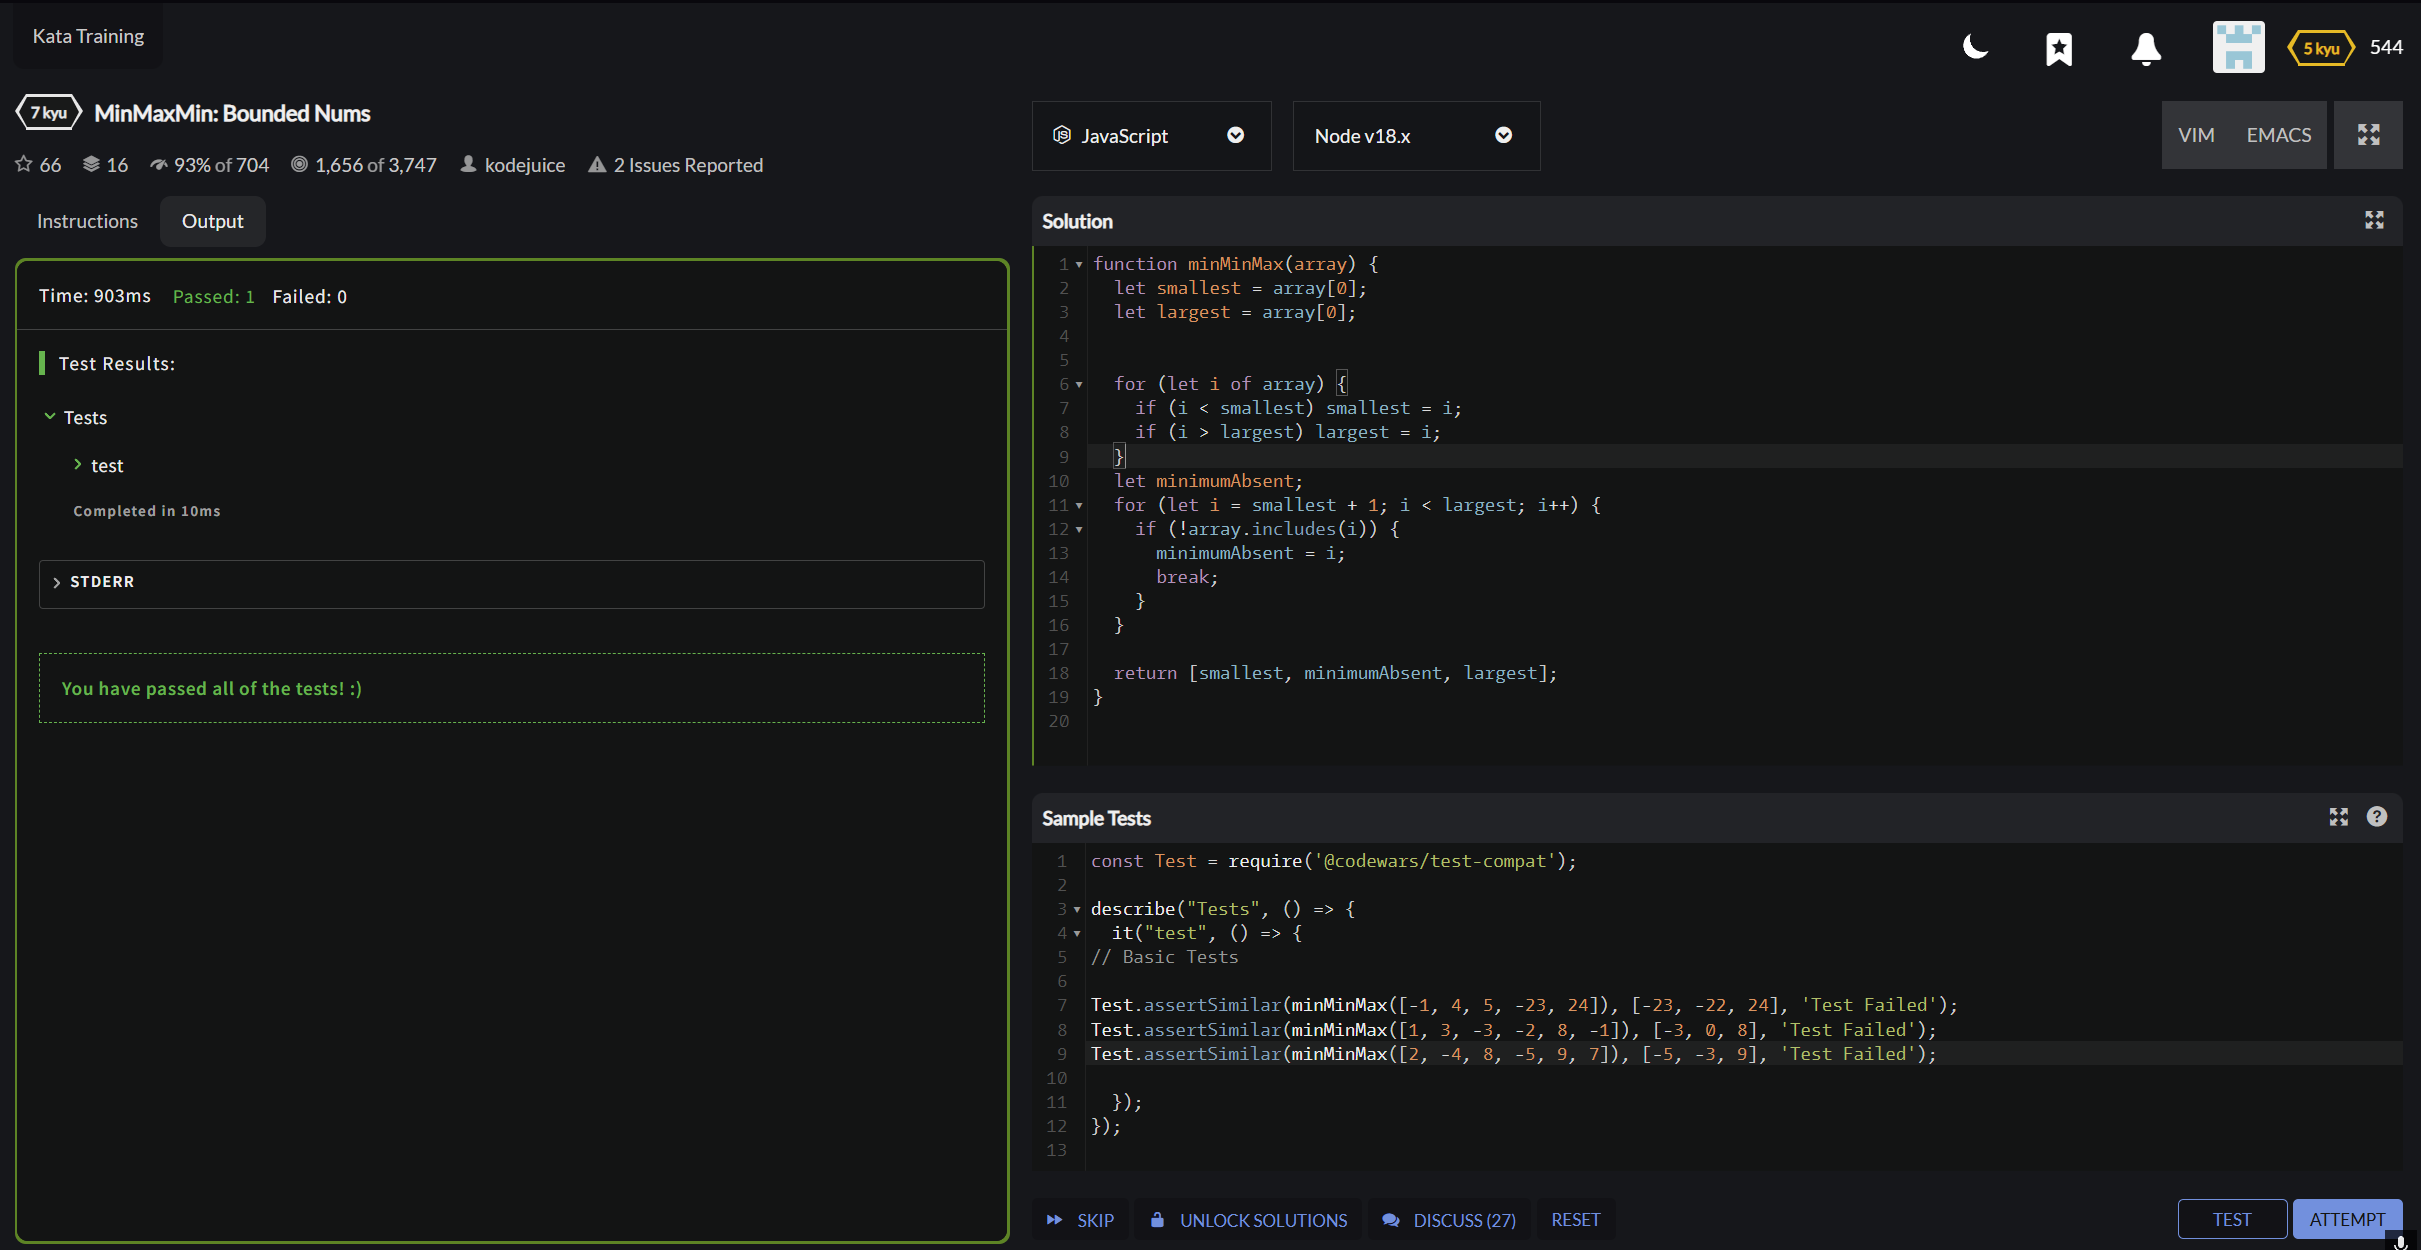 Kata Training
5 kyu 544
7 kyu MinMaxMin: Bounded Nums
66 16 93% of 704 1,656 of 3,747 kodejuice 2 Issues Reported
Instructions Output
Time: 903ms Passed: 1 Failed: 0
Test Results:
Tests
test
Completed in 10ms
STDERR
You have passed all of the tests! :)
JS JavaScript Node v18.x VIM EMACS
Solution
1 function minMinMax(array) {
2   let smallest = array[0];
3   let largest = array[0];
4
5
6   for (let i of array) {
7     if (i < smallest) smallest = i;
8     if (i > largest) largest = i;
9   }
10   let minimumAbsent;
11   for (let i = smallest + 1; i < largest; i++) {
12     if (!array.includes(i)) {
13       minimumAbsent = i;
14       break;
15     }
16   }
17
18   return [smallest, minimumAbsent, largest];
19 }
20
Sample Tests
1 const Test = require('@codewars/test-compat');
2
3 describe("Tests", () => {
4   it("test", () => {
5 // Basic Tests
6
7 Test.assertSimilar(minMinMax([-1, 4, 5, -23, 24]), [-23, -22, 24], 'Test Failed');
8 Test.assertSimilar(minMinMax([1, 3, -3, -2, 8, -1]), [-3, 0, 8], 'Test Failed');
9 Test.assertSimilar(minMinMax([2, -4, 8, -5, 9, 7]), [-5, -3, 9], 'Test Failed');
10
11   });
12 });
13
SKIP UNLOCK SOLUTIONS DISCUSS (27) RESET TEST ATTEMPT